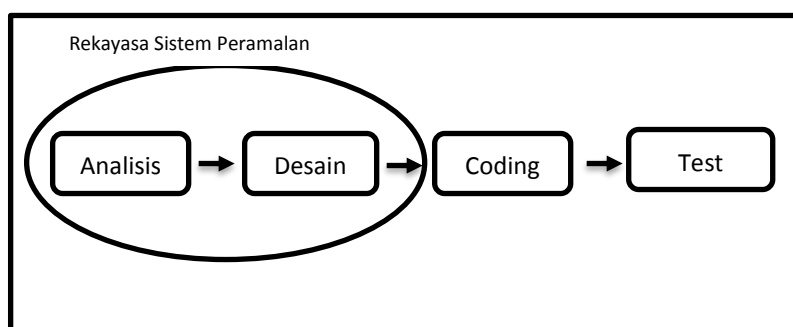 Rekayasa Sistem Peramalan
Analisis
Desain
Coding
Test